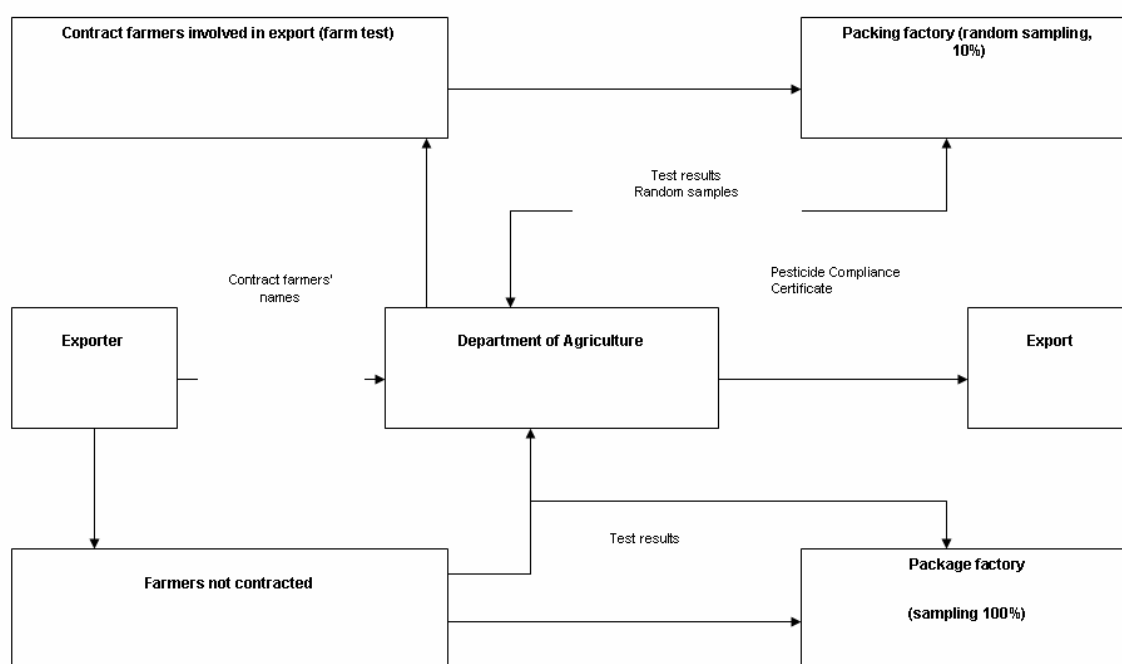 Contract farmers involved in export (farm test)
Packing factory (random sampling,
10%)
Test results
Random samples
Contract farmers'
names
Pesticide Compliance
Certificate
Exporter
Department of Agriculture
Export
Test results
Farmers not contracted
Package factory
(sampling 100%)